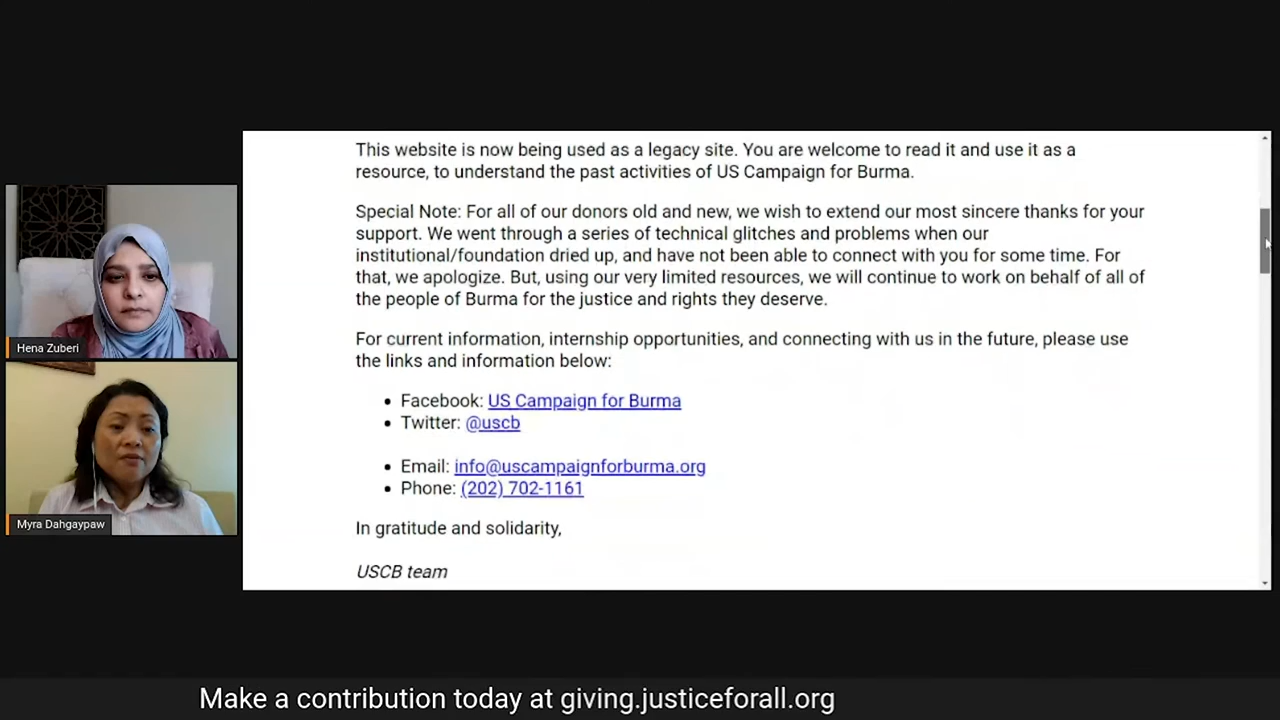 This website is now being used as a legacy site. You are welcome to read it and use it as a
resource, to understand the past activities of US Campaign for Burma.
Special Note: For all of our donors old and new, we wish to extend our most sincere thanks for your
support. We went through a series of technical glitches and problems when our
institutional/foundation dried up, and have not been able to connect with you for some time. For
that, we apologize. But, using our very limited resources, we will continue to work on behalf of all of
the people of Burma for the justice and rights they deserve.
For current information, internship opportunities, and connecting with us in the future, please use
the links and information below:
• Facebook: US Campaign for Burma
• Twitter: @uscb
• Email: info@uscampaignforburma.org
• Phone: (202) 702-1161
In gratitude and solidarity,
USCB team
Hena Zuberi
Myra Dahgaypaw
Make a contribution today at giving.justiceforall.org